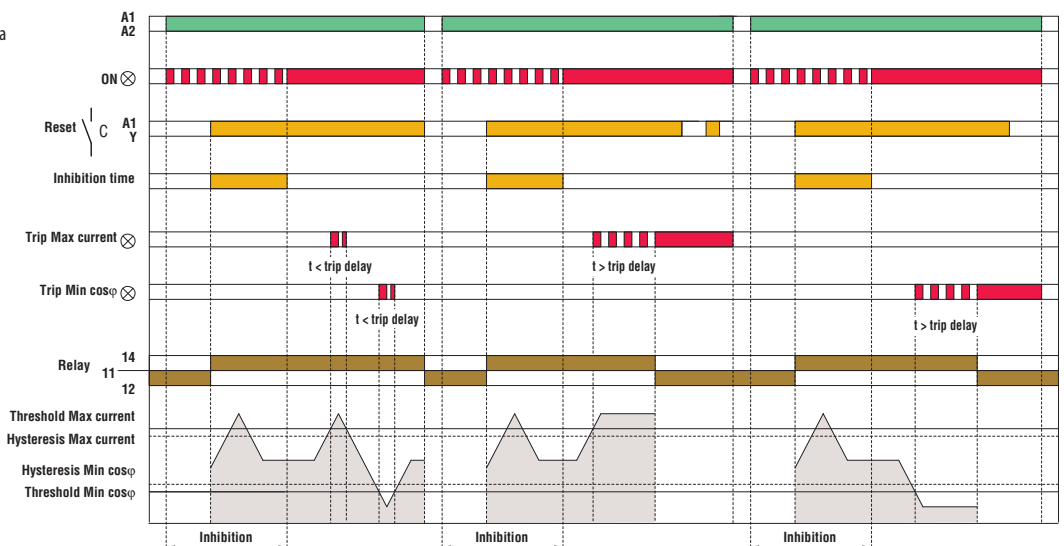 A1
A2
a
ON
Reset C A1
Y
Inhibition time
Trip Max current
t < trip delay
t > trip delay
Trip Min cosφ
t < trip delay
t > trip delay
Relay 14
11
12
Threshold Max current
Hysteresis Max current
Hysteresis Min cosφ
Threshold Min cosφ
Inhibition Inhibition Inhibition